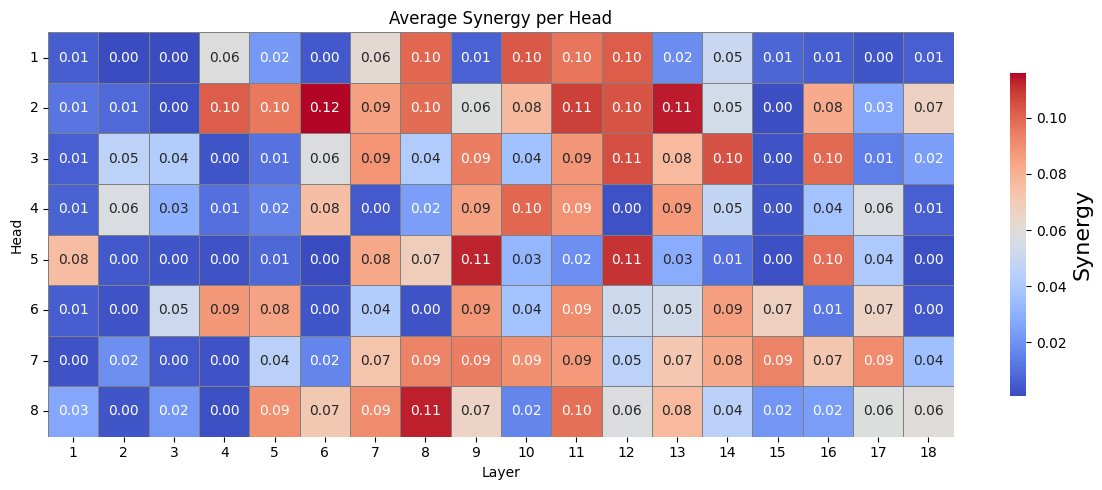 Average Synergy per Head
1 0.01 0.00 0.00 0.06 0.02 0.00 0.06 0.10 0.01 0.10 0.10 0.10 0.02 0.05 0.01 0.01 0.00 0.01
2 0.01 0.01 0.00 0.10 0.10 0.12 0.09 0.10 0.06 0.08 0.11 0.10 0.11 0.05 0.00 0.08 0.03 0.07
3 0.01 0.05 0.04 0.00 0.01 0.06 0.09 0.04 0.09 0.04 0.09 0.11 0.08 0.10 0.00 0.10 0.01 0.02
4 0.01 0.06 0.03 0.01 0.02 0.08 0.00 0.02 0.09 0.10 0.09 0.00 0.09 0.05 0.00 0.04 0.06 0.01
5 0.08 0.00 0.00 0.00 0.01 0.00 0.08 0.07 0.11 0.03 0.02 0.11 0.03 0.01 0.00 0.10 0.04 0.00
6 0.01 0.00 0.05 0.09 0.08 0.00 0.04 0.00 0.09 0.04 0.09 0.05 0.05 0.09 0.07 0.01 0.07 0.00
7 0.00 0.02 0.00 0.00 0.04 0.02 0.07 0.09 0.09 0.09 0.09 0.05 0.07 0.08 0.09 0.07 0.09 0.04
8 0.03 0.00 0.02 0.00 0.09 0.07 0.09 0.11 0.07 0.02 0.10 0.06 0.08 0.04 0.02 0.02 0.06 0.06
1 2 3 4 5 6 7 8 9 10 11 12 13 14 15 16 17 18
Layer
Head
0.10
0.08
0.06
0.04
0.02
Synergy